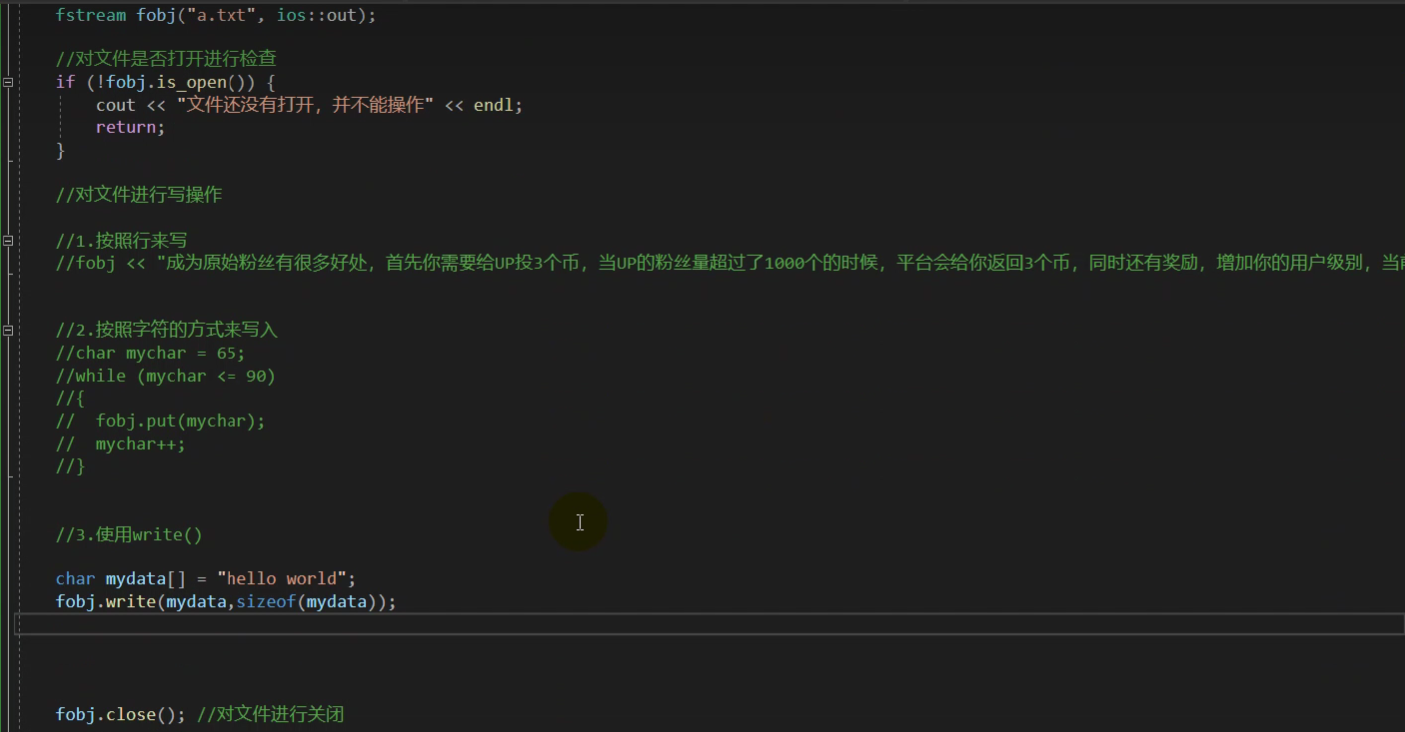 fstream fobj("a.txt", ios::out);
//对文件是否打开进行检查
if (!fobj.is_open()) {
cout << "文件还没有打开，并不能操作" << endl;
return;
}
//对文件进行写操作
//1.按照行来写
//fobj << "成为原始粉丝有很多好处，首先你需要给UP投3个币，当UP的粉丝量超过了1000个的时候，平台会给你返回3个币，同时还有奖励，增加你的用户级别，当
//2.按照字符的方式来写入
//char mychar = 65;
//while (mychar <= 90)
//{
// fobj.put(mychar);
// mychar++;
//}
//3.使用write()
char mydata[] = "hello world";
fobj.write(mydata,sizeof(mydata));
fobj.close(); //对文件进行关闭